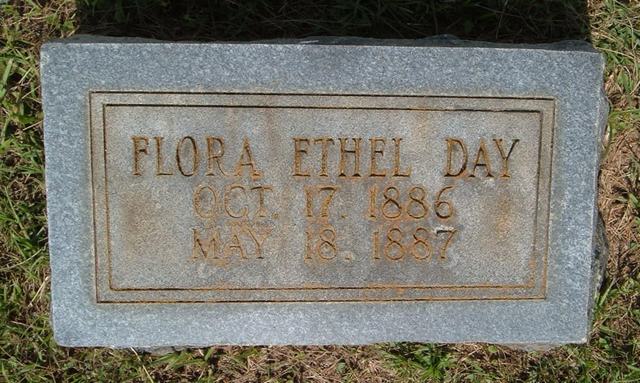 FLORA ETHEL DAY
OCT. 17. 1886
MAY 18. 1887